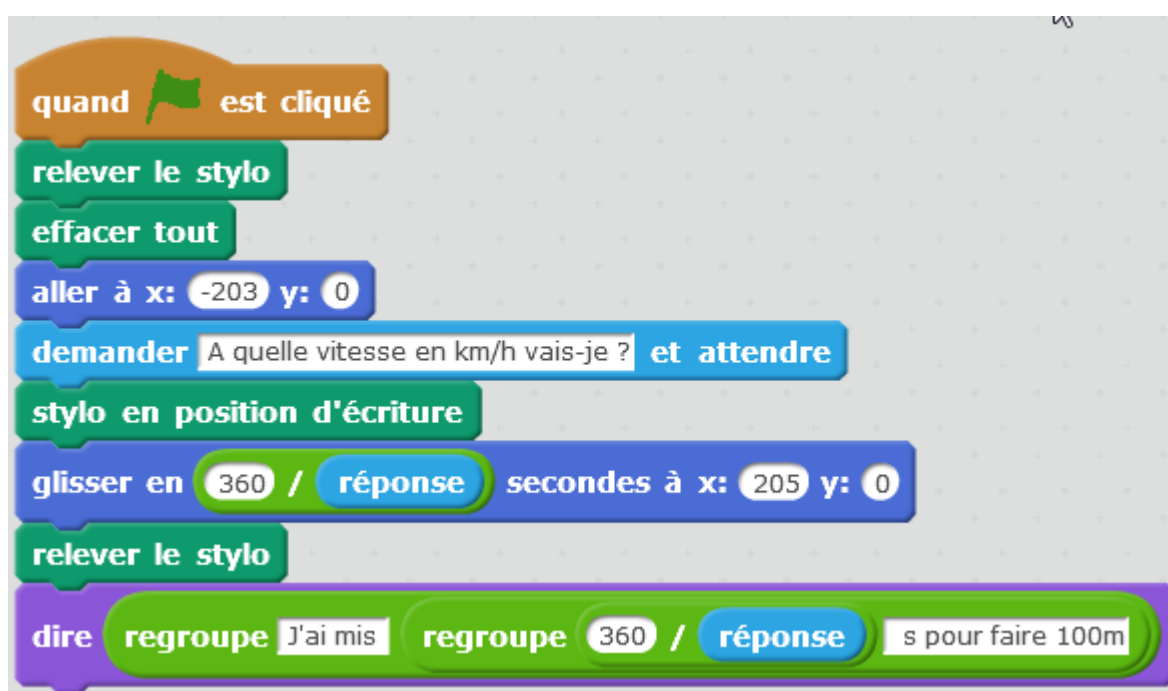 quand est cliqué
relever le stylo
effacer tout
aller à x: -203 y: 0
demander A quelle vitesse en km/h vais-je ? et attendre
stylo en position d'écriture
glisser en 360 / réponse secondes à x: 205 y: 0
relever le stylo
dire regroupe J'ai mis regroupe 360 / réponse s pour faire 100m